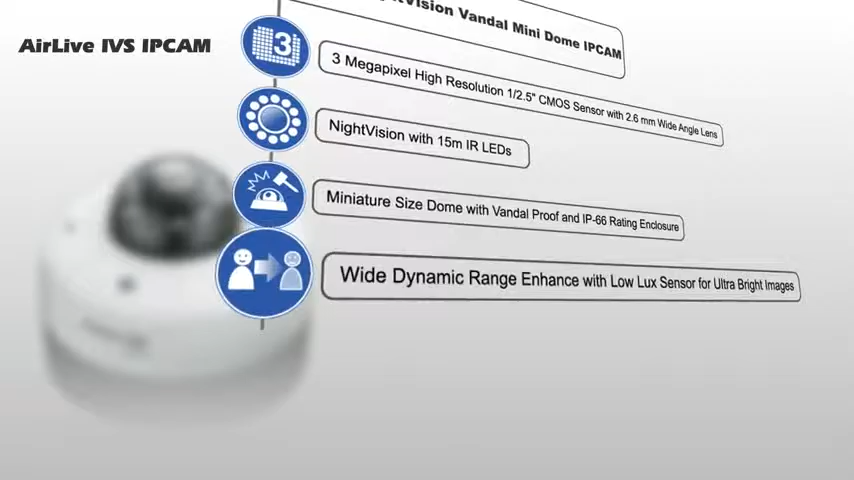 AirLive IVS IPCAM
Vision Vandal Mini Dome IPCAM
3
3 Megapixel High Resolution 1/2.5" CMOS Sensor with 2.6 mm Wide Angle Lens
NightVision with 15m IR LEDs
Miniature Size Dome with Vandal Proof and IP-66 Rating Enclosure
Wide Dynamic Range Enhance with Low Lux Sensor for Ultra Bright Images